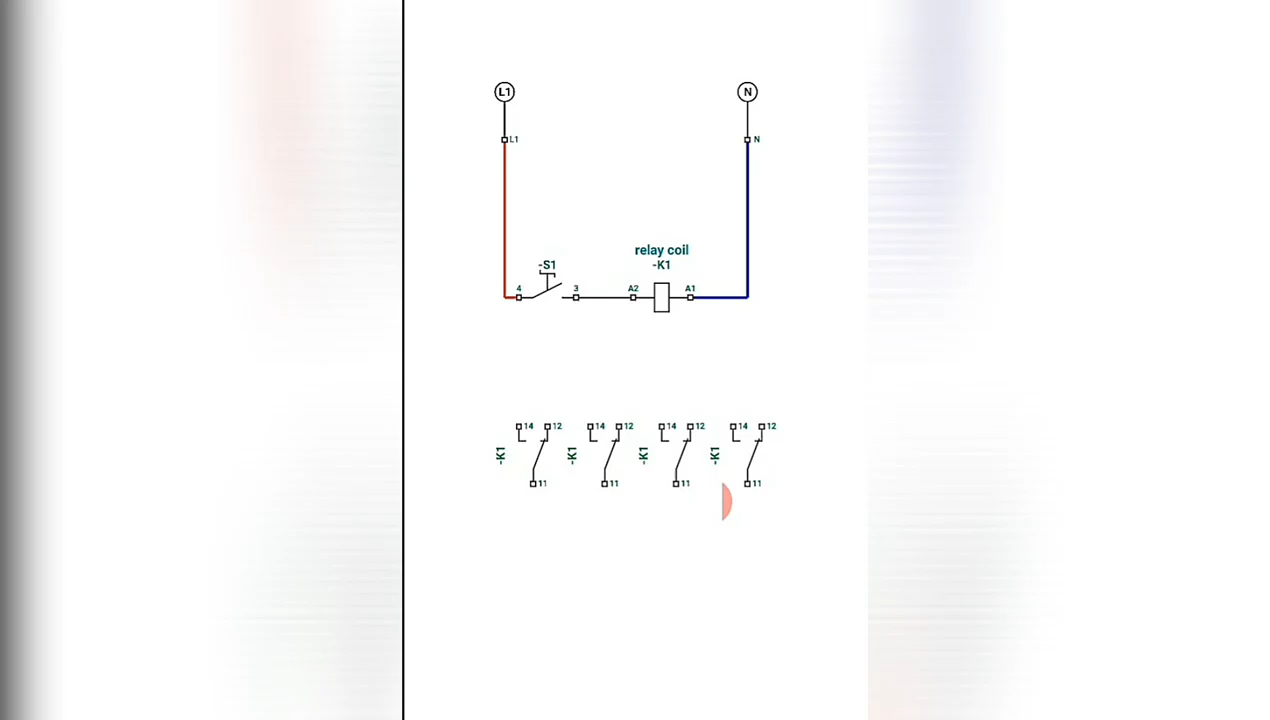 L1 N
L1 N
relay coil
-S1 -K1
4 3 A2 A1
14 12 14 12 14 12 14 12
-K1 -K1 -K1 -K1
11 11 11 11